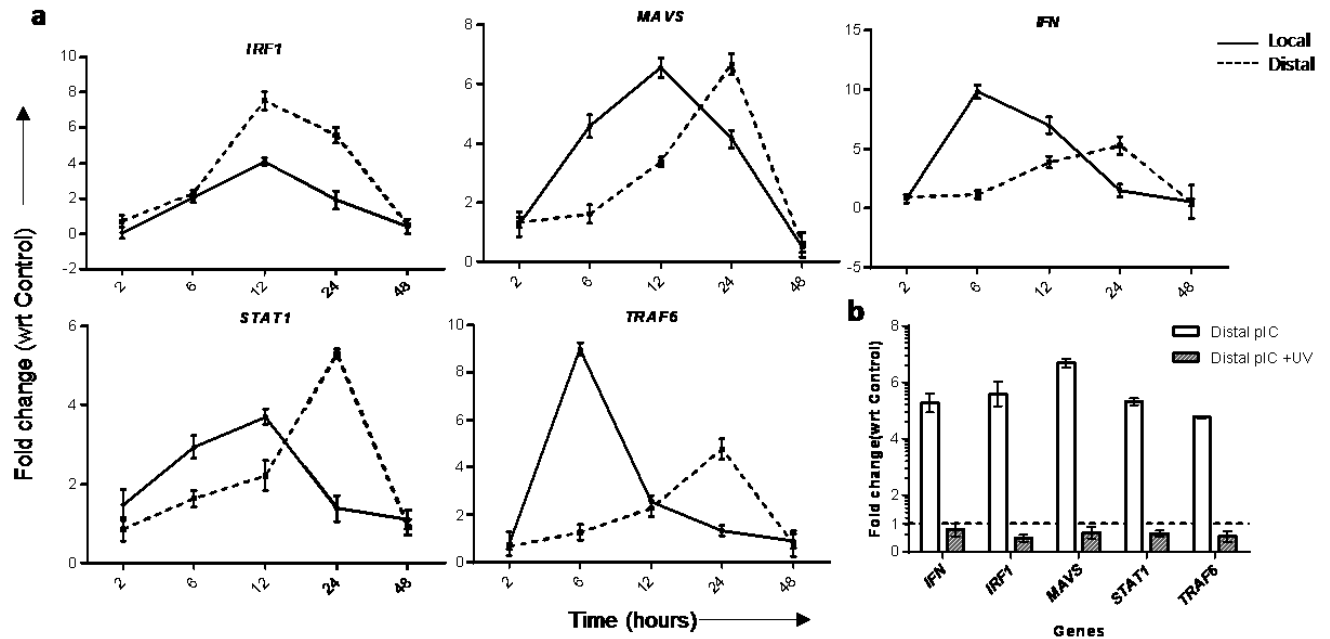 a
IRF1
MAVS
IFN
Local
Distal
10
8
6
4
2
0
-2
2
6
12
24
48
8
6
4
2
0
2
6
12
24
48
15
10
5
0
-5
2
6
12
24
48
Fold change (wrt Control)
STAT1
TRAF6
6
4
2
0
2
6
12
24
48
10
8
6
4
2
0
2
6
12
24
48
Time (hours)
b
Distal pIC
Distal pIC +UV
Fold change(wrt Control)
8
6
4
2
1
0
IFN
IRF1
MAVS
STAT1
TRAF6
Genes